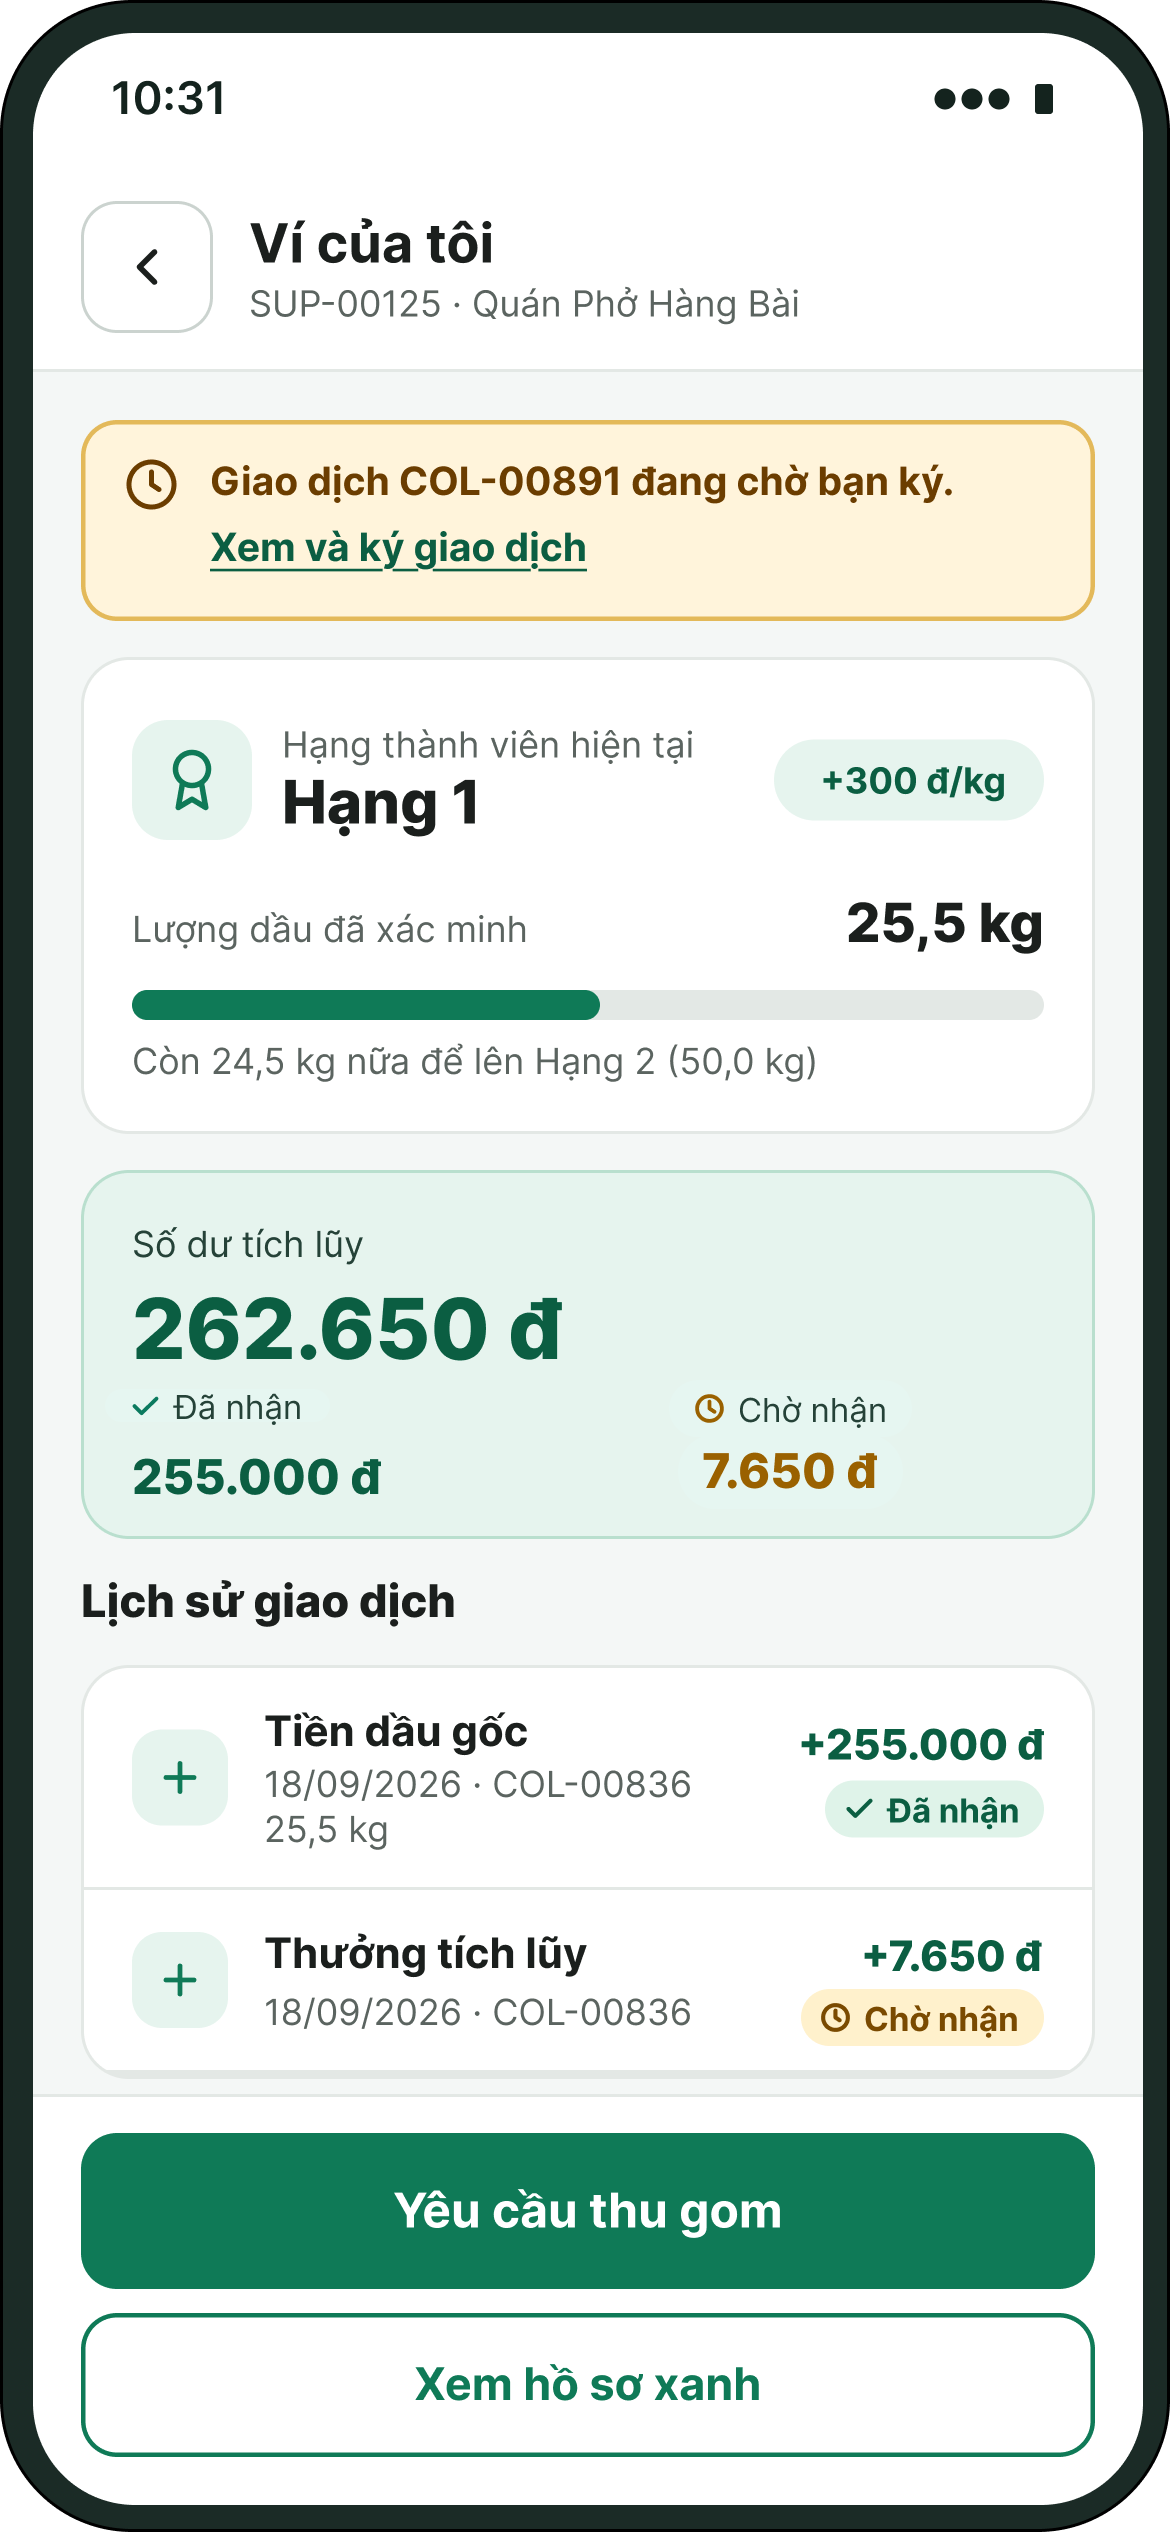 10:31
Ví của tôi
SUP-00125 · Quán Phở Hàng Bài
Giao dịch COL-00891 đang chờ bạn ký.
Xem và ký giao dịch
Hạng thành viên hiện tại
Hạng 1
+300 đ/kg
Lượng dầu đã xác minh
25,5 kg
Còn 24,5 kg nữa để lên Hạng 2 (50,0 kg)
Số dư tích lũy
262.650 đ
Đã nhận
255.000 đ
Chờ nhận
7.650 đ
Lịch sử giao dịch
Tiền dầu gốc
18/09/2026 · COL-00836
25,5 kg
+255.000 đ
Đã nhận
Thưởng tích lũy
18/09/2026 · COL-00836
+7.650 đ
Chờ nhận
Yêu cầu thu gom
Xem hồ sơ xanh